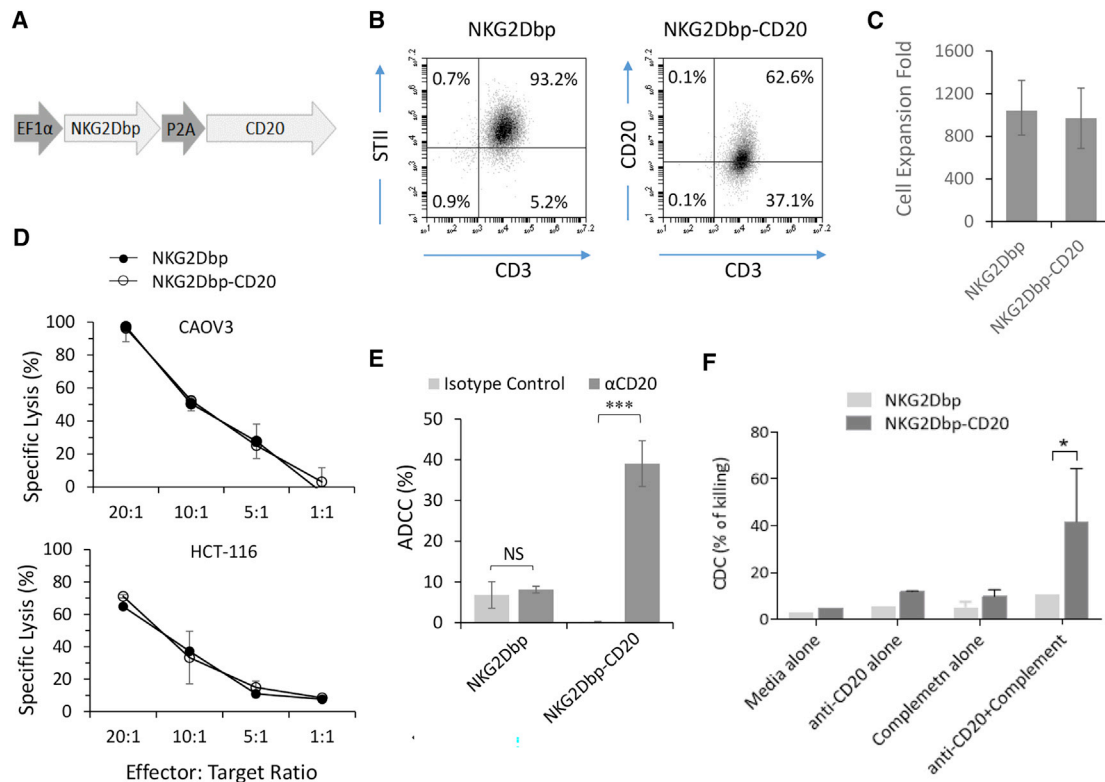 A
EF1α NKG2Dbp P2A CD20
B
NKG2Dbp
0.7% 93.2%
0.9% 5.2%
STII
CD3
NKG2Dbp-CD20
0.1% 62.6%
0.1% 37.1%
CD20
CD3
C
Cell Expansion Fold
1600
1200
800
400
0
NKG2Dbp
NKG2Dbp-CD20
D
NKG2Dbp
NKG2Dbp-CD20
CAOV3
Specific Lysis (%)
100
80
60
40
20
0
20:1 10:1 5:1 1:1
HCT-116
Specific Lysis (%)
100
80
60
40
20
0
20:1 10:1 5:1 1:1
Effector: Target Ratio
E
Isotype Control αCD20
ADCC (%)
50
40
30
20
10
0
NS
***
NKG2Dbp
NKG2Dbp-CD20
F
NKG2Dbp
NKG2Dbp-CD20
CDC (% of killing)
80
60
40
20
0
*
Media alone
anti-CD20 alone
Complemetn alone
anti-CD20+Complement